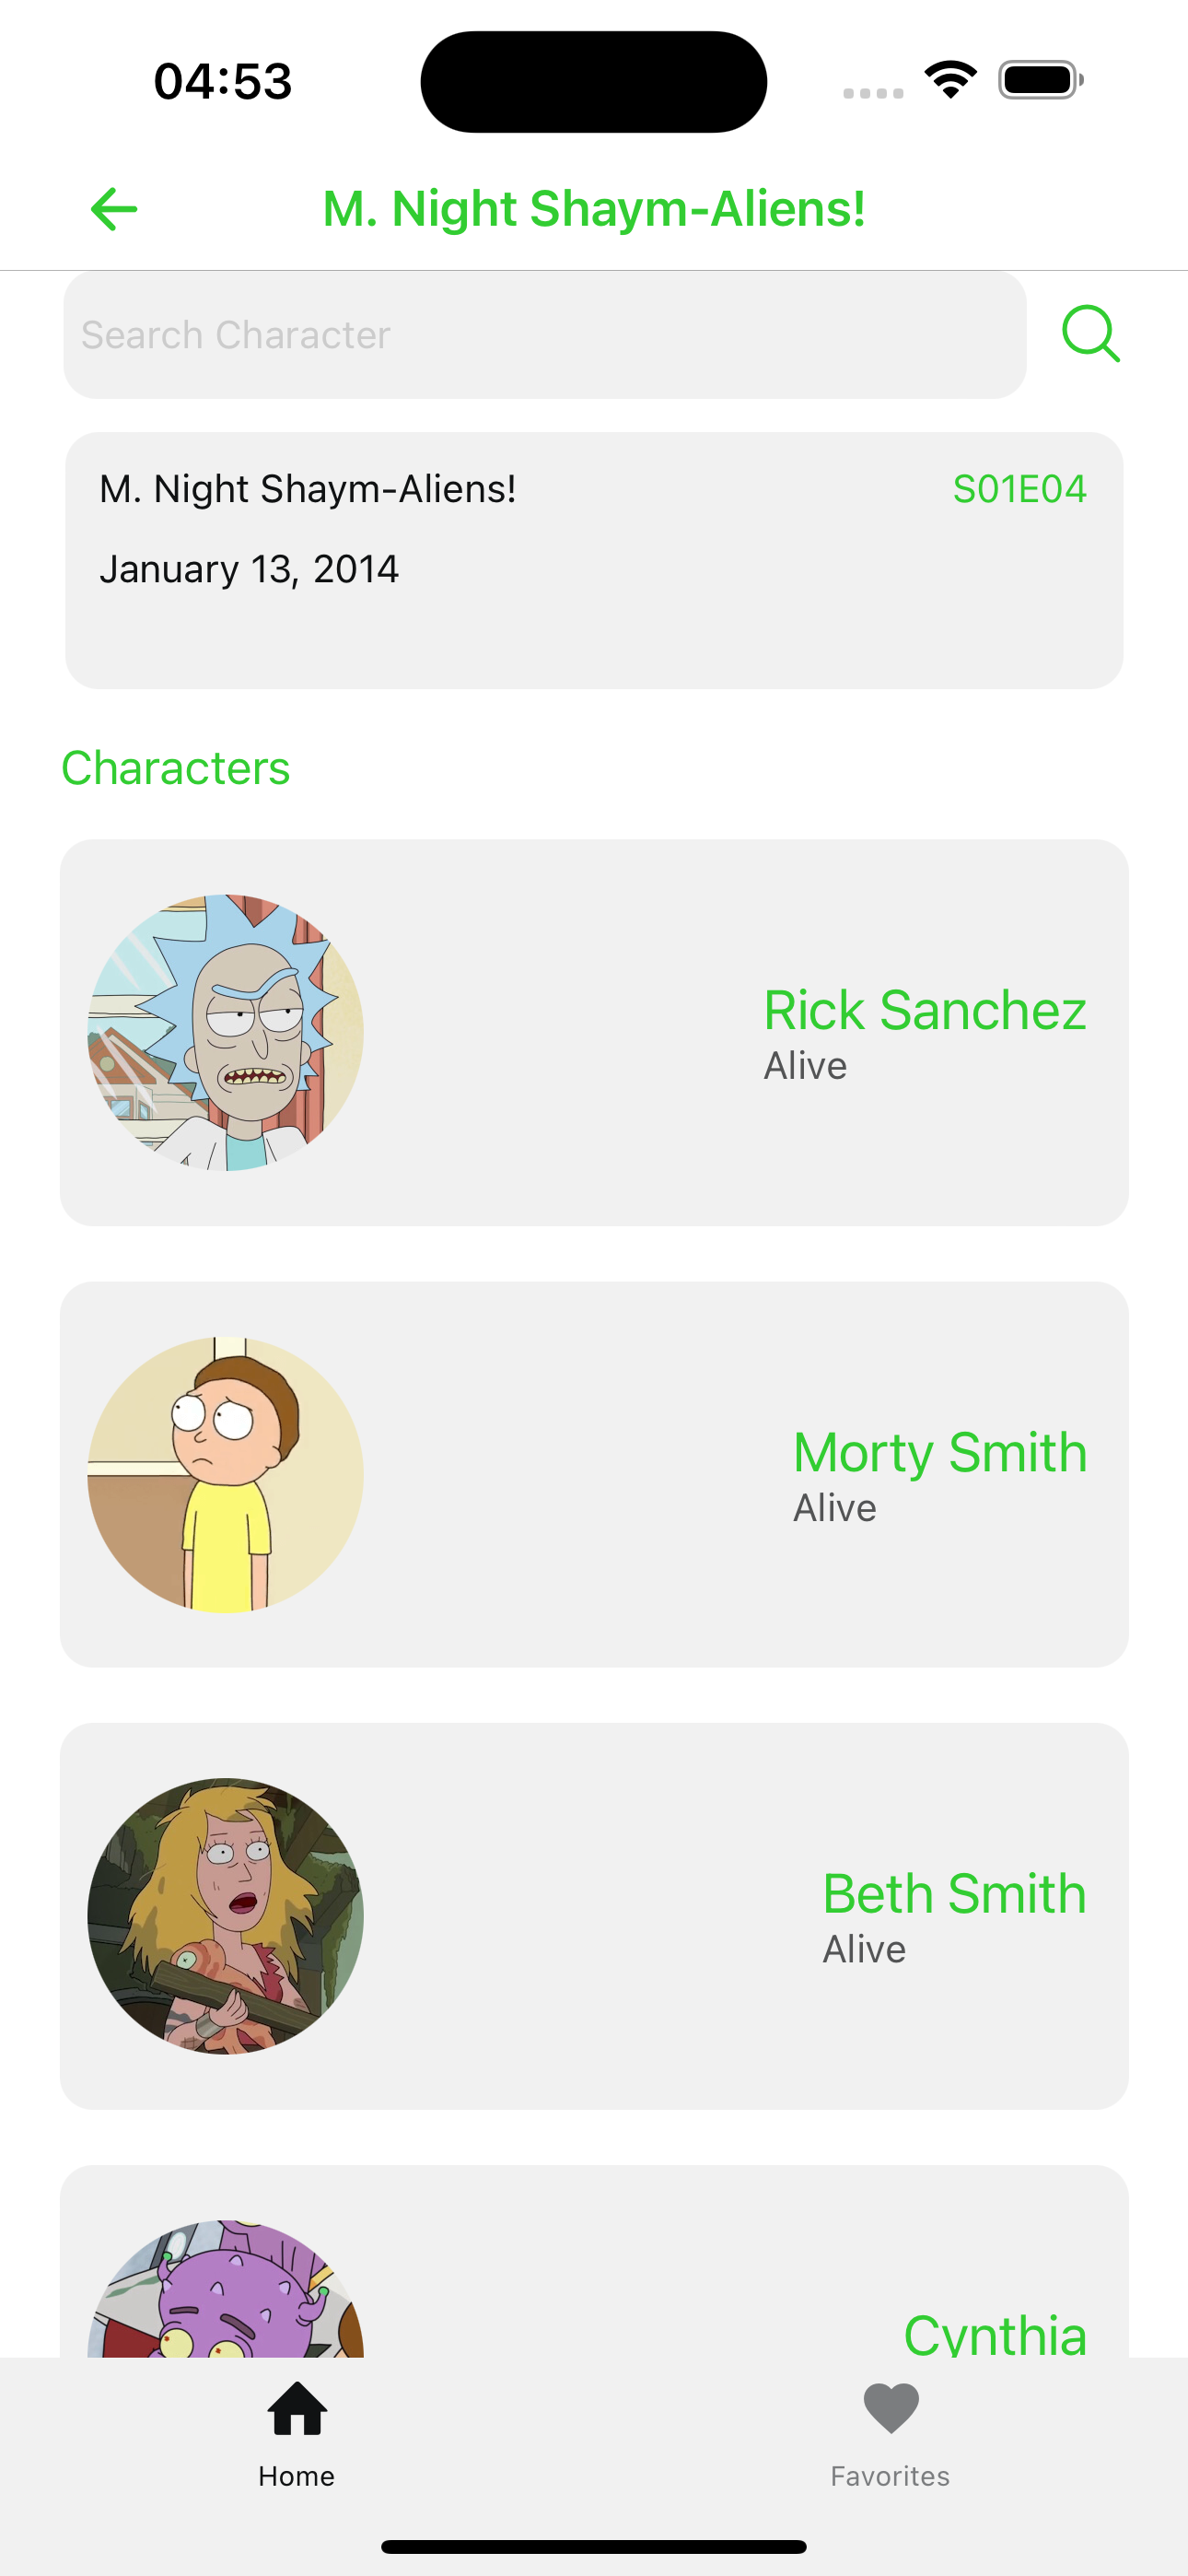 04:53
M. Night Shaym-Aliens!
Search Character
M. Night Shaym-Aliens!
S01E04
January 13, 2014
Characters
Rick Sanchez
Alive
Morty Smith
Alive
Beth Smith
Alive
Cynthia
Home
Favorites